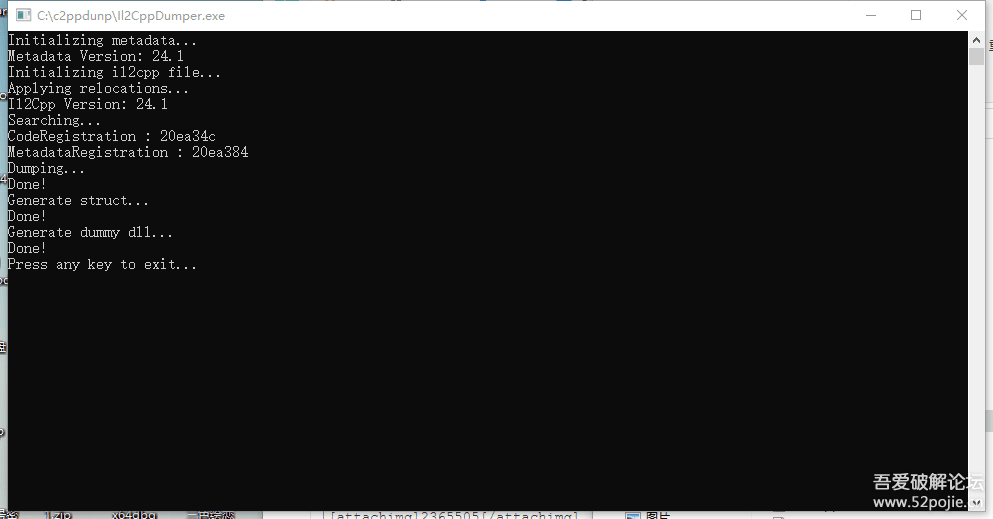 C:\c2ppdunp\Il2CppDumper.exe
Initializing metadata...
Metadata Version: 24.1
Initializing il2cpp file...
Applying relocations...
Il2Cpp Version: 24.1
Searching...
CodeRegistration : 20ea34c
MetadataRegistration : 20ea384
Dumping...
Done!
Generate struct...
Done!
Generate dummy dll...
Done!
Press any key to exit...
吾爱破解论坛
www.52pojie.cn
[attachimg]2365505[/attachimg]
图片